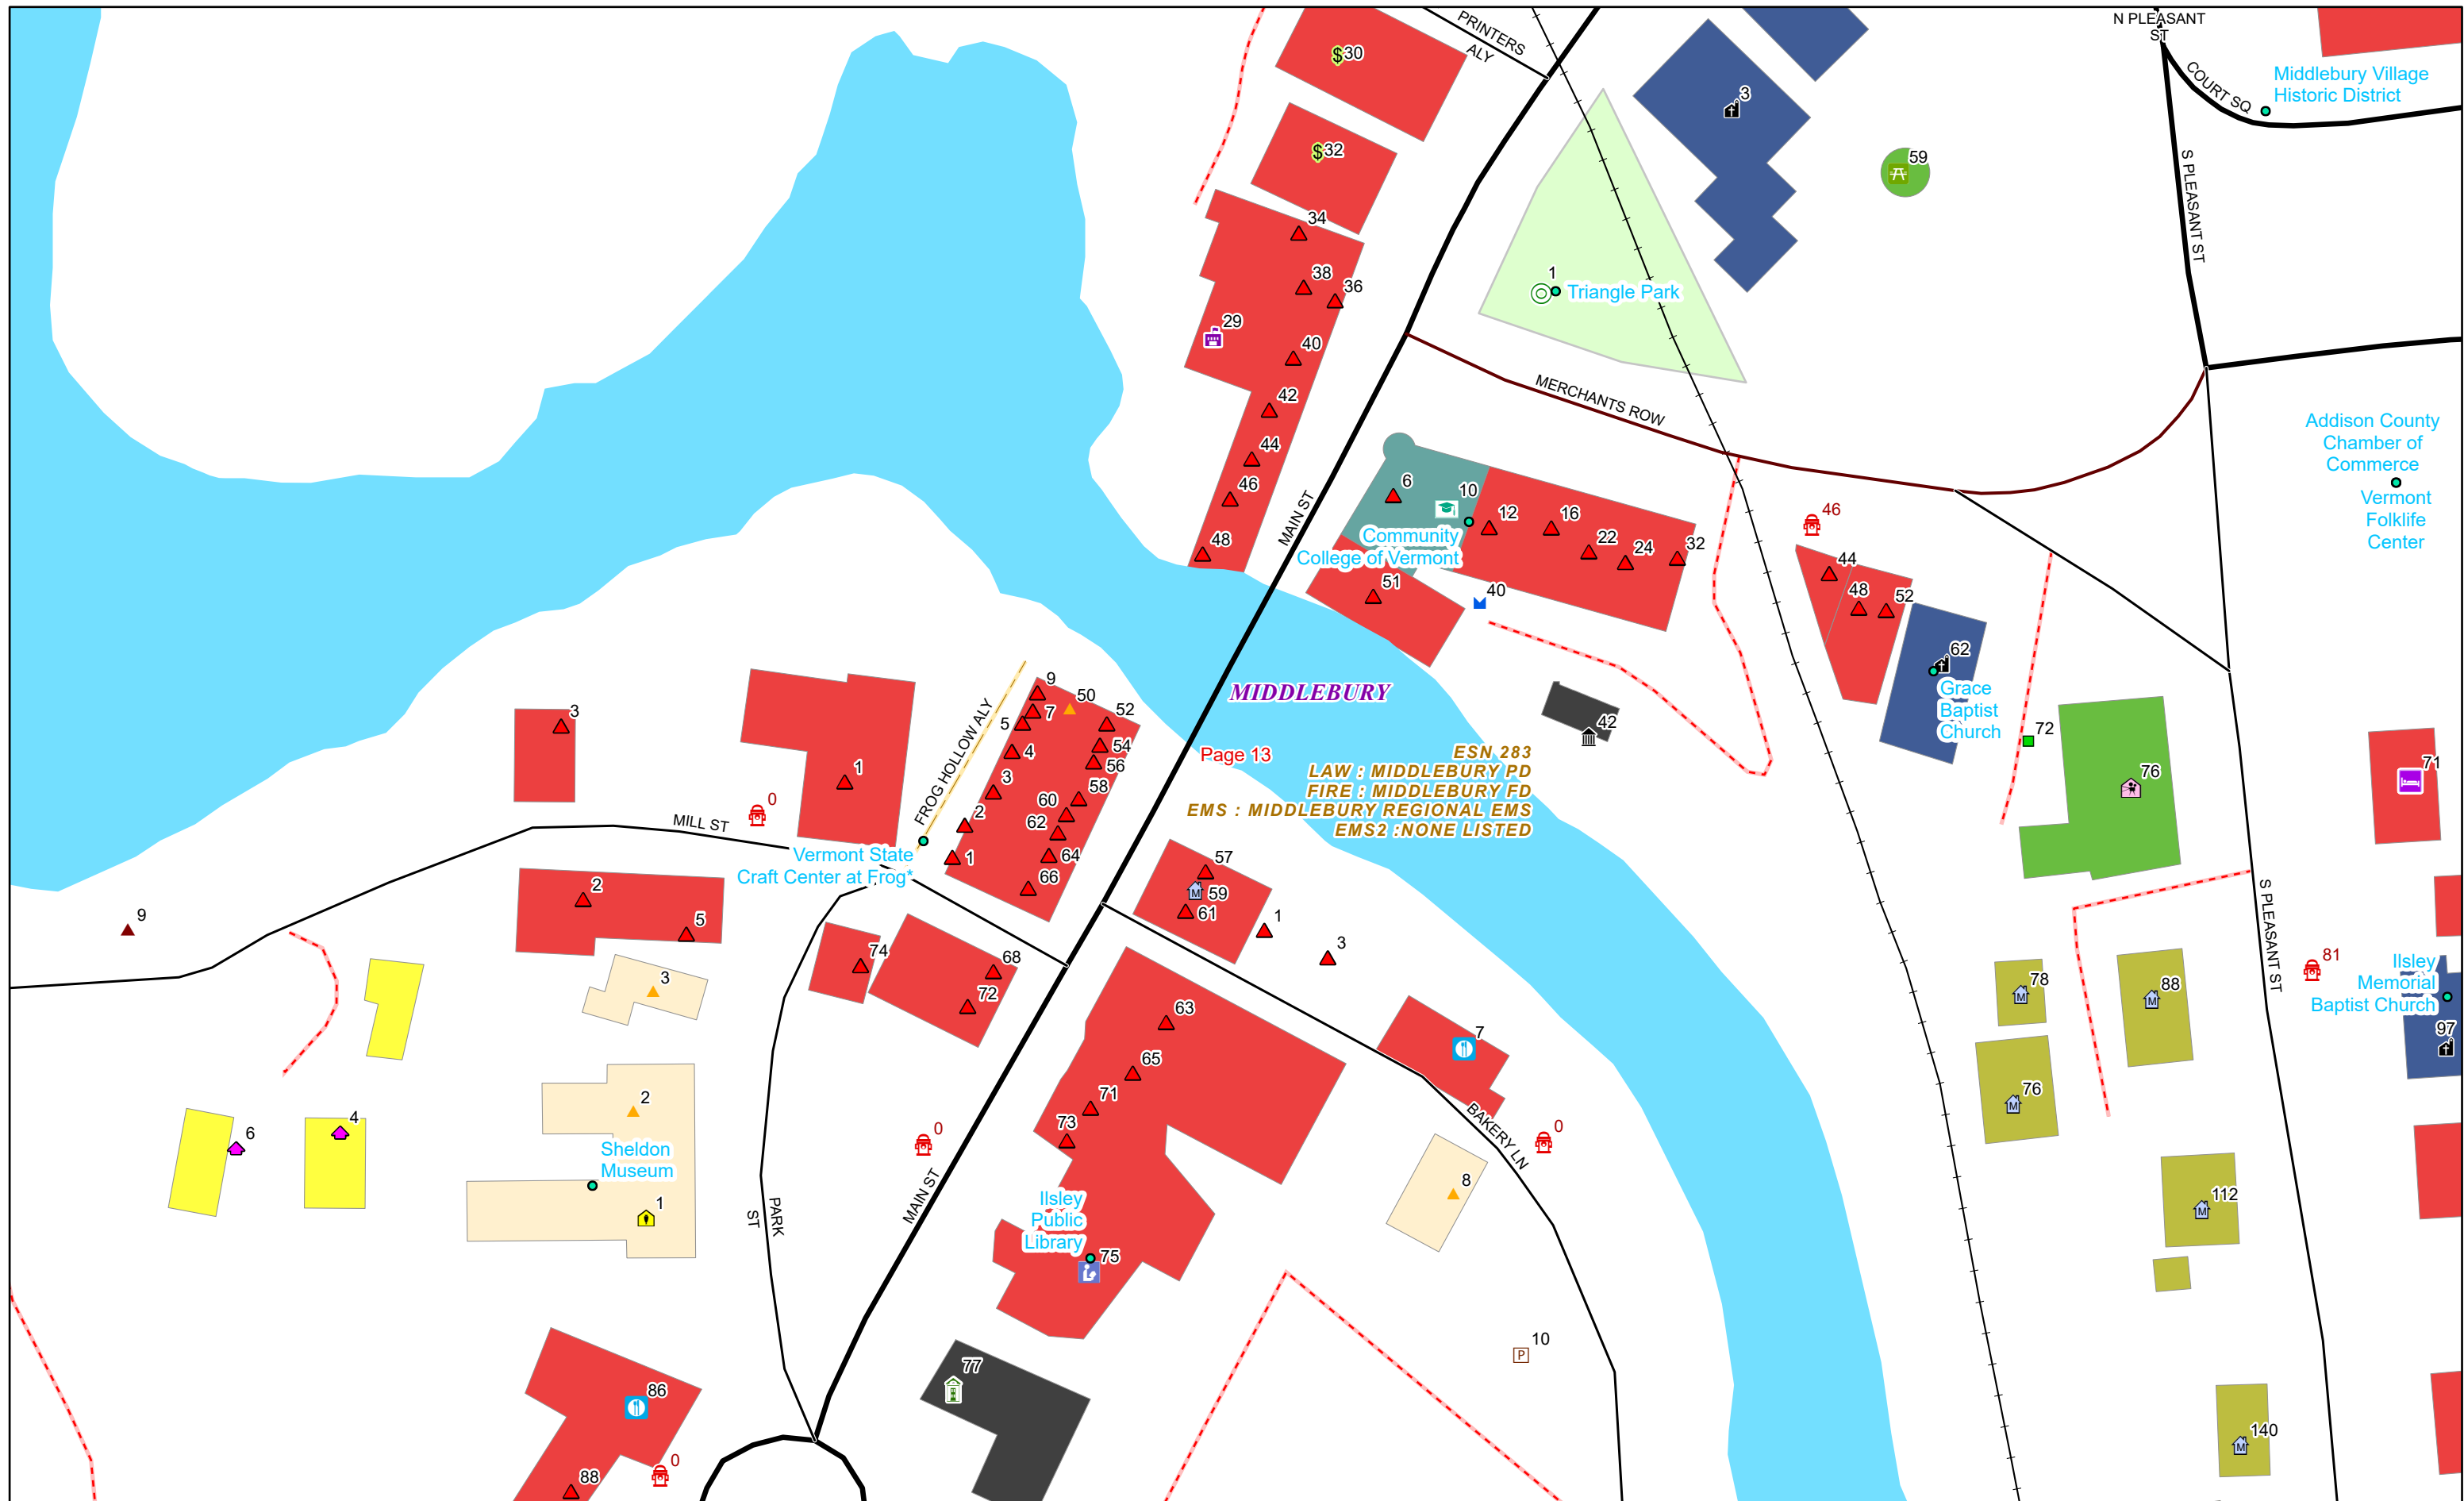 PRINTERS
ALY
N PLEASANT
ST
COURT SQ
Middlebury Village
Historic District
$30
3
$32
59
S PLEASANT ST
34
38
36
1
Triangle Park
29
40
MERCHANTS ROW
42
44
46
48
MAIN ST
6
10
12
16
22
24
32
Community
College of Vermont
51
40
46
44
48
52
Addison County
Chamber of
Commerce
Vermont
Folklife
Center
62
Grace
Baptist
Church
72
76
71
3
1
0
MILL ST
FROG HOLLOW ALY
9
50
7
5
52
4
54
56
3
58
60
2
62
1
64
66
MIDDLEBURY
Page 13
42
ESN 283
LAW : MIDDLEBURY PD
FIRE : MIDDLEBURY FD
EMS : MIDDLEBURY REGIONAL EMS
EMS2 :NONE LISTED
Vermont State
Craft Center at Frog*
57
M
59
61
1
3
9
2
5
3
74
68
72
63
65
71
73
7
BAKERY LN
0
8
S PLEASANT ST
81
Ilsley
Memorial
Baptist Church
97
M
78
M
88
M
76
M
112
M
140
6
4
2
Sheldon
Museum
1
PARK
ST
0
MAIN ST
Ilsley
Public
Library
75
77
P
10
86
0
88